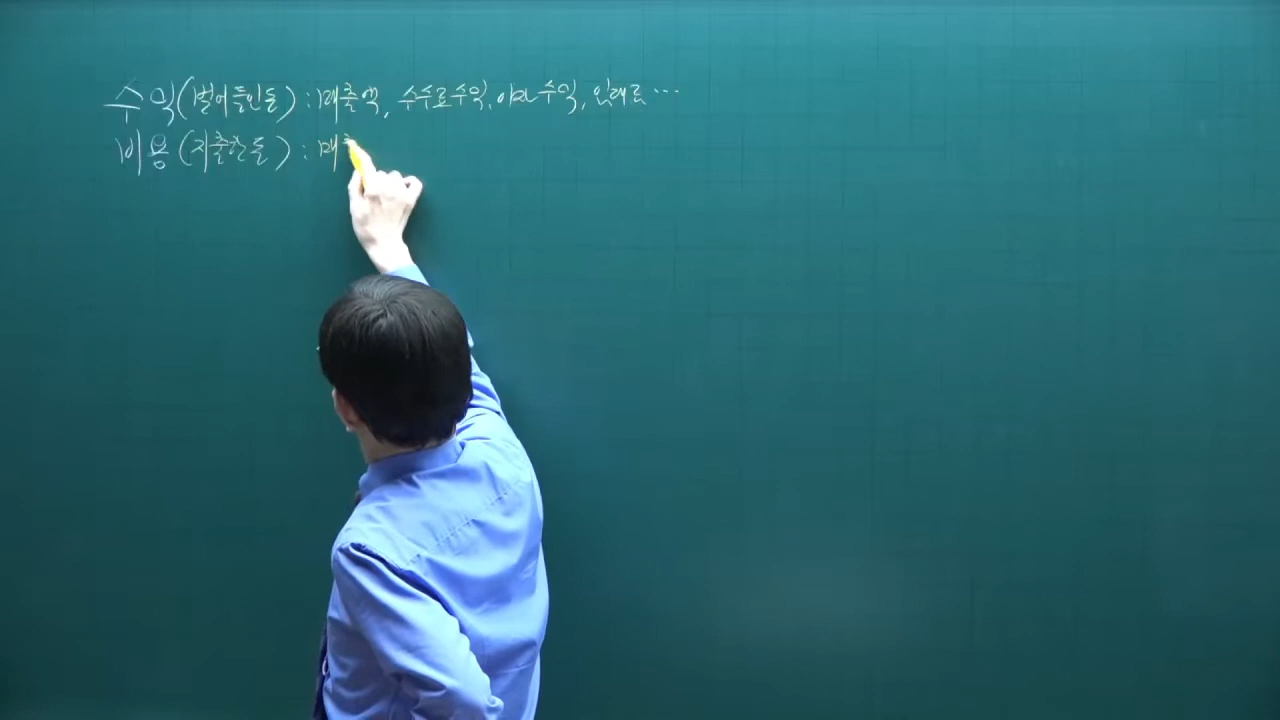 수익(벌어들인돈) : 매출액, 수수료수익, 이자수익, 임대료…
비용(지출한돈) : 매출